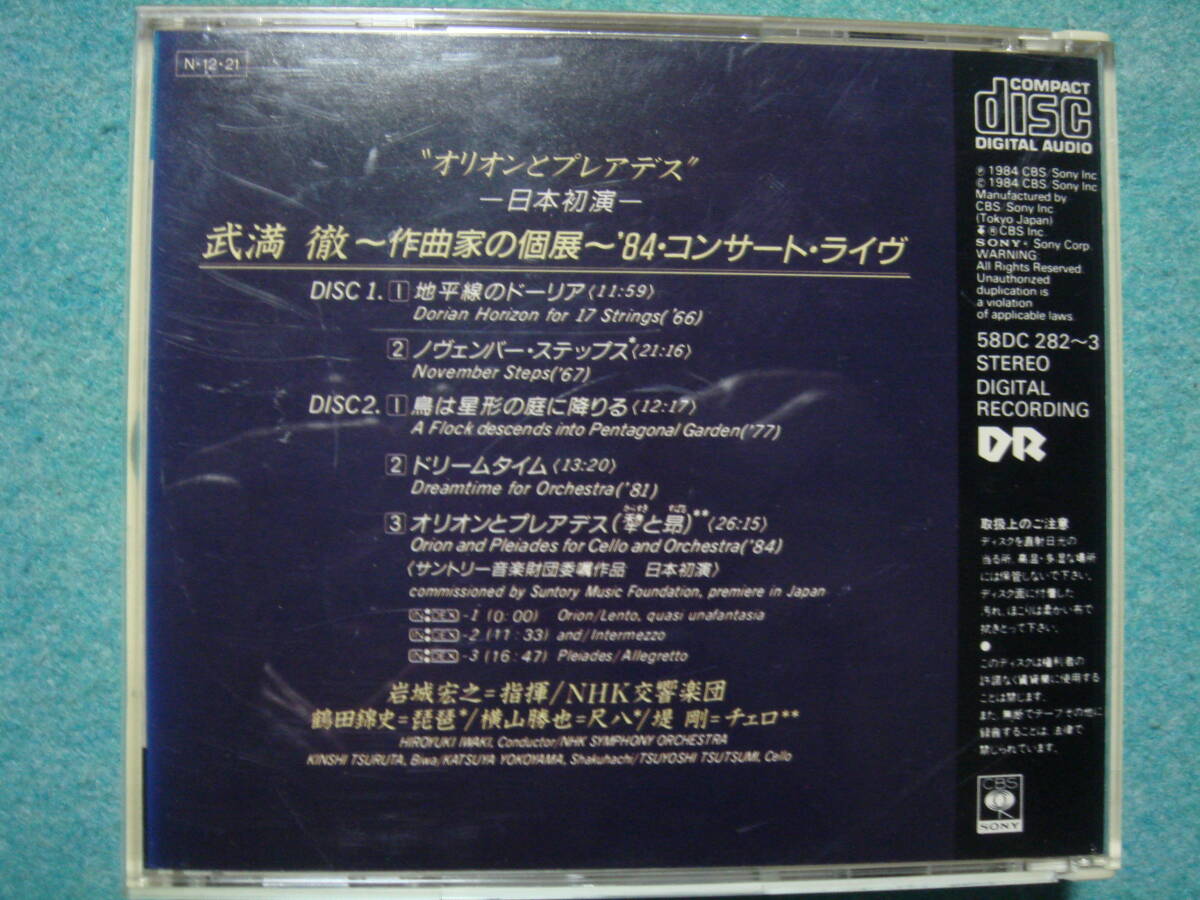 N・12・21
"オリオンとプレアデス"
―日本初演―
武満 徹〜作曲家の個展〜'84・コンサート・ライヴ
DISC 1. 1 地平線のドーリア〈11:59〉
Dorian Horizon for 17 Strings('66)
2 ノヴェンバー・ステップス*〈21:16〉
November Steps('67)
DISC 2. 1 鳥は星形の庭に降りる〈12:17〉
A Flock descends into Pentagonal Garden('77)
2 ドリームタイム〈13:20〉
Dreamtime for Orchestra('81)
3 オリオンとプレアデス(犂と昴)**〈26:15〉
Orion and Pleiades for Cello and Orchestra('84)
〈サントリー音楽財団委嘱作品 日本初演〉
commissioned by Suntory Music Foundation, premiere in Japan
INDEX-1 (0:00) Orion/Lento, quasi unafantasia
INDEX-2 (11:33) and/Intermezzo
INDEX-3 (16:47) Pleiades/Allegretto
岩城宏之=指揮/NHK交響楽団
鶴田錦史=琵琶*/横山勝也=尺八*/堤 剛=チェロ**
HIROYUKI IWAKI, Conductor/NHK SYMPHONY ORCHESTRA
KINSHI TSURUTA, Biwa/KATSUYA YOKOYAMA, Shakuhachi/TSUYOSHI TSUTSUMI, Cello
COMPACT
disc
DIGITAL AUDIO
℗ 1984 CBS/Sony Inc.
© 1984 CBS/Sony Inc.
Manufactured by
CBS/Sony Inc.
(Tokyo Japan)
®CBS Inc.
SONY® Sony Corp.
WARNING:
All Rights Reserved.
Unauthorized
duplication is
a violation
of applicable laws.
58DC 282〜3
STEREO
DIGITAL
RECORDING
DR
取扱上のご注意
ディスクを直射日光の
当る所、高温・多湿な場所
には保管しないで下さい。
ディスク面に付着した
汚れ、ほこりは柔かい布で
拭きとって下さい。
●
このディスクは権利者の
許諾なく賃貸業に使用する
ことは禁じます。
また、無断でテープその他に
録音することは、法律で
禁じられています。
CBS
SONY